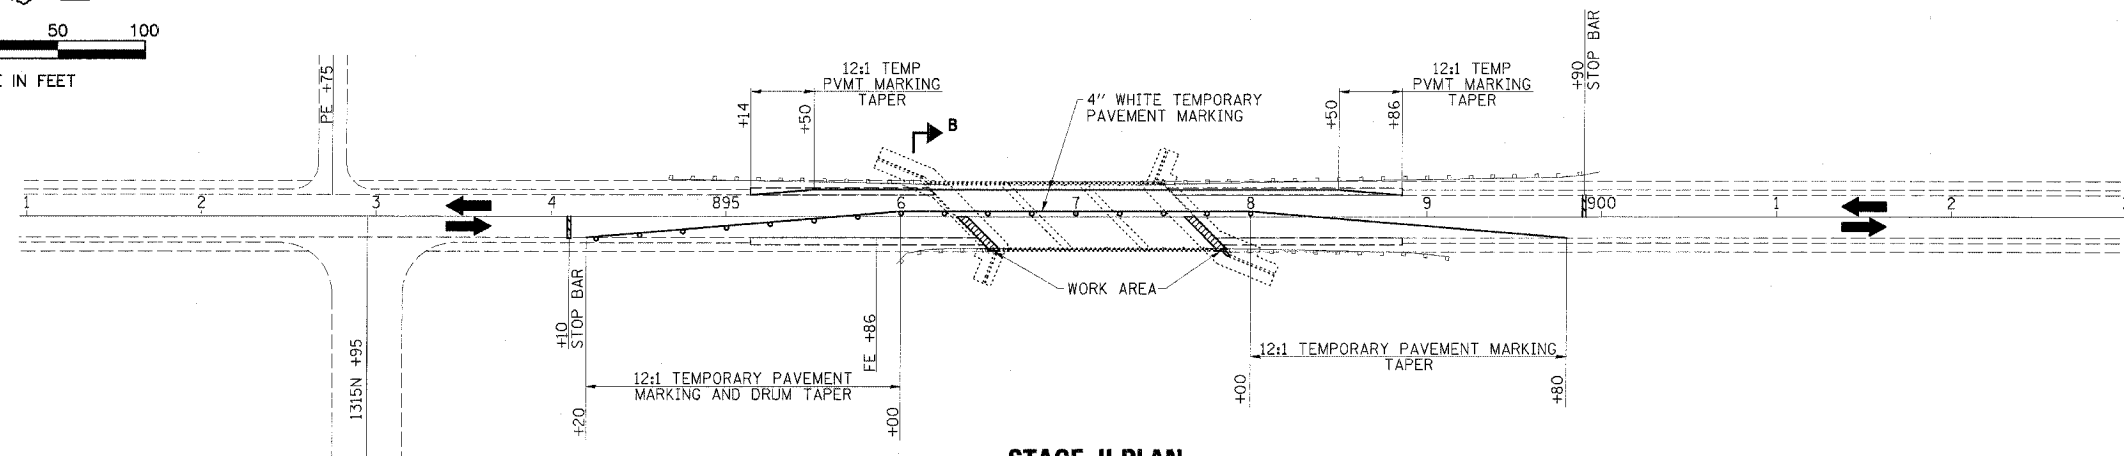 50 100
E IN FEET
PE +75
12:1 TEMP
PVMT MARKING
TAPER
+14
+50
B
4" WHITE TEMPORARY
PAVEMENT MARKING
12:1 TEMP
PVMT MARKING
TAPER
+50
+86
+90
STOP BAR
1 2 3 4 895 6 7 8 9 900 1 2
WORK AREA
+10
STOP BAR
1315N +95
FE +86
12:1 TEMPORARY PAVEMENT
MARKING AND DRUM TAPER
+20
+00
12:1 TEMPORARY PAVEMENT MARKING
TAPER
+00
+80
STAGE II PLAN